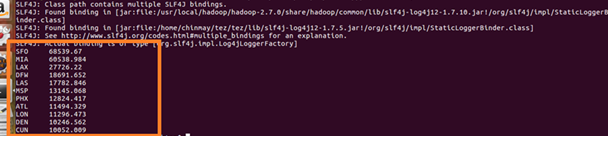 SLF4J: Class path contains multiple SLF4J bindings.
SLF4J: Found binding in [jar:file:/usr/local/hadoop/hadoop-2.7.0/share/hadoop/common/lib/slf4j-log4j12-1.7.10.jar!/org/slf4j/impl/StaticLoggerB
inder.class]
SLF4J: Found binding in [jar:file:/home/chinmay/tez/tez/lib/slf4j-log4j12-1.7.5.jar!/org/slf4j/impl/StaticLoggerBinder.class]
SLF4J: See http://www.slf4j.org/codes.html#multiple_bindings for an explanation.
SLF4J: Actual binding is of type [org.slf4j.impl.Log4jLoggerFactory]
SFO 68539.67
MIA 60538.984
LAX 27726.22
DFW 18691.652
LAS 17782.846
MSP 13145.068
PHX 12824.417
ATL 11494.329
LON 11296.473
DEN 10246.562
CUN 10052.009